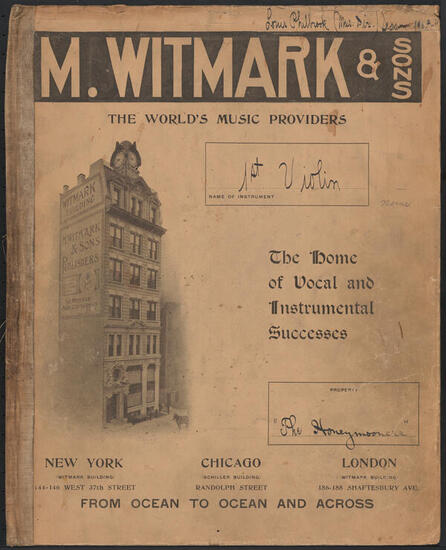 Louis Philbrook (Mus. Dir.)
M. WITMARK & SONS
THE WORLD'S MUSIC PROVIDERS
1st Violin
NAME OF INSTRUMENT
WITMARK
BUILDING
M. WITMARK
& SONS
PUBLISHERS
The Home
of Vocal and
Instrumental
Successes
PROPERTY
"The Honeymooners"
NEW YORK
(WITMARK BUILDING)
144-146 WEST 37th STREET
CHICAGO
(SCHILLER BUILDING)
RANDOLPH STREET
LONDON
(WITMARK BUILDING)
186-188 SHAFTESBURY AVE.
FROM OCEAN TO OCEAN AND ACROSS